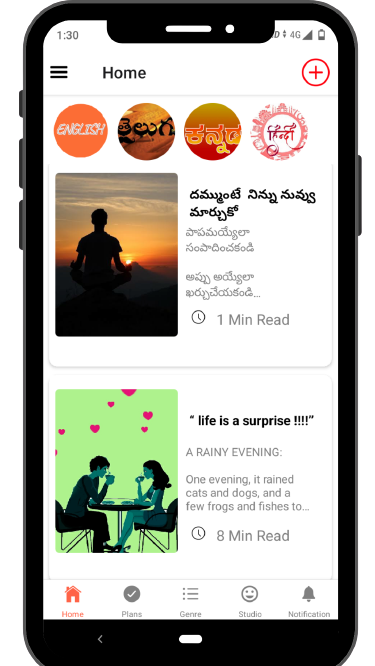 1:30
4G
Home
ENGLISH
తెలుగు
ಕನ್ನಡ
हिन्दी
దమ్ముంటే నిన్ను నువ్వు
మార్చుకో
పాపమయ్యేలా
సంపాదించకండి
అప్పు అయ్యేలా
ఖర్చుచేయకండి...
1 Min Read
“ life is a surprise !!!!”
A RAINY EVENING:
One evening, it rained
cats and dogs, and a
few frogs and fishes to...
8 Min Read
Home Plans Genre Studio Notification